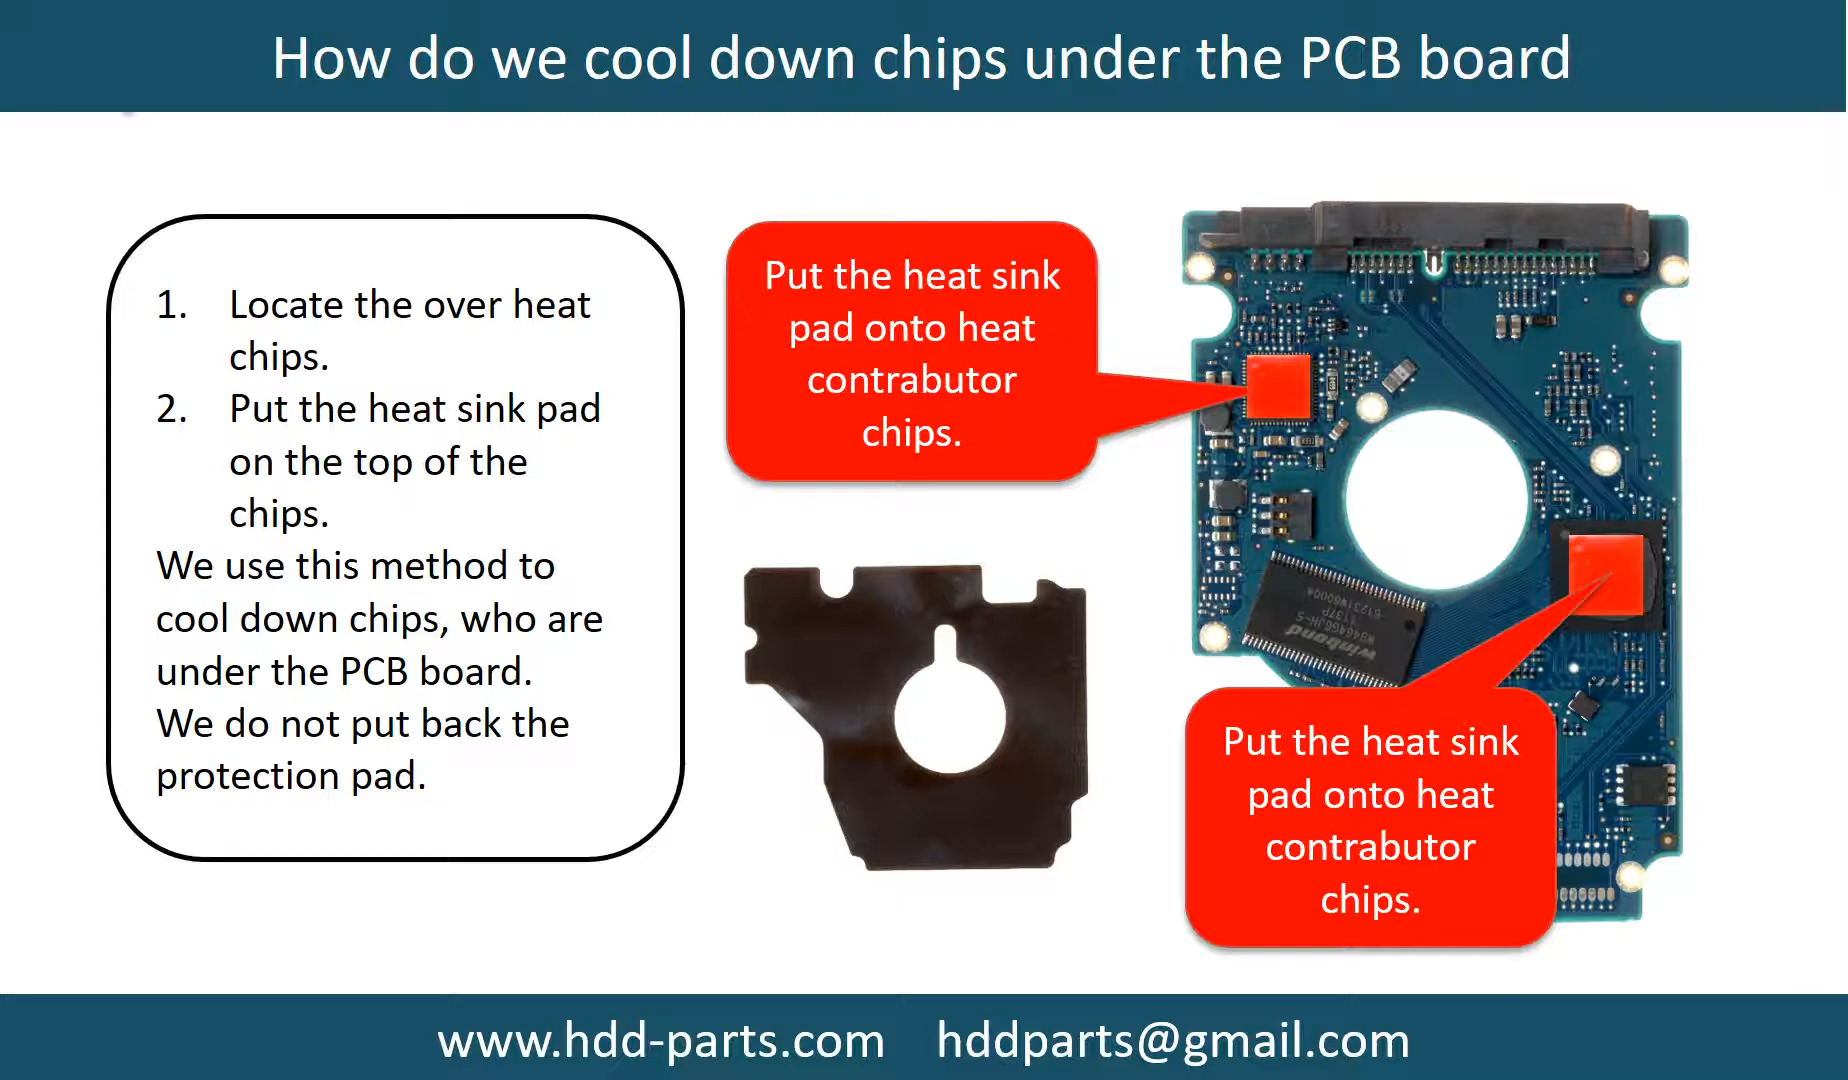 How do we cool down chips under the PCB board
1. Locate the over heat
chips.
2. Put the heat sink pad
on the top of the
chips.
We use this method to
cool down chips, who are
under the PCB board.
We do not put back the
protection pad.
Put the heat sink
pad onto heat
contrabutor
chips.
winbond
W9464G6JH-5
6123IW6000A
Put the heat sink
pad onto heat
contrabutor
chips.
www.hdd-parts.com hddparts@gmail.com